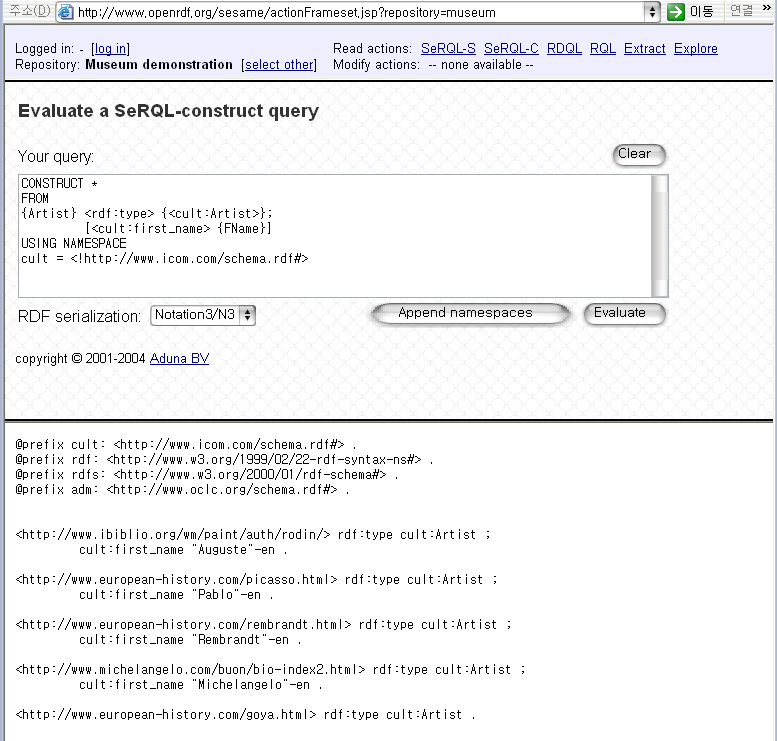 주소(D) http://www.openrdf.org/sesame/actionFrameset.jsp?repository=museum 이동 연결 »
Logged in: - [log in] Read actions: SeRQL-S SeRQL-C RDQL RQL Extract Explore
Repository: Museum demonstration [select other] Modify actions: -- none available --
Evaluate a SeRQL-construct query
Your query: Clear
CONSTRUCT *
FROM
{Artist} <rdf:type> {<cult:Artist>};
[<cult:first_name> {FName}]
USING NAMESPACE
cult = <!http://www.icom.com/schema.rdf#>
RDF serialization: Notation3/N3 Append namespaces Evaluate
copyright © 2001-2004 Aduna BV
@prefix cult: <http://www.icom.com/schema.rdf#> .
@prefix rdf: <http://www.w3.org/1999/02/22-rdf-syntax-ns#> .
@prefix rdfs: <http://www.w3.org/2000/01/rdf-schema#> .
@prefix adm: <http://www.oclc.org/schema.rdf#> .
<http://www.ibiblio.org/wm/paint/auth/rodin/> rdf:type cult:Artist ;
cult:first_name "Auguste"-en .
<http://www.european-history.com/picasso.html> rdf:type cult:Artist ;
cult:first_name "Pablo"-en .
<http://www.european-history.com/rembrandt.html> rdf:type cult:Artist ;
cult:first_name "Rembrandt"-en .
<http://www.michelangelo.com/buon/bio-index2.html> rdf:type cult:Artist ;
cult:first_name "Michelangelo"-en .
<http://www.european-history.com/goya.html> rdf:type cult:Artist .